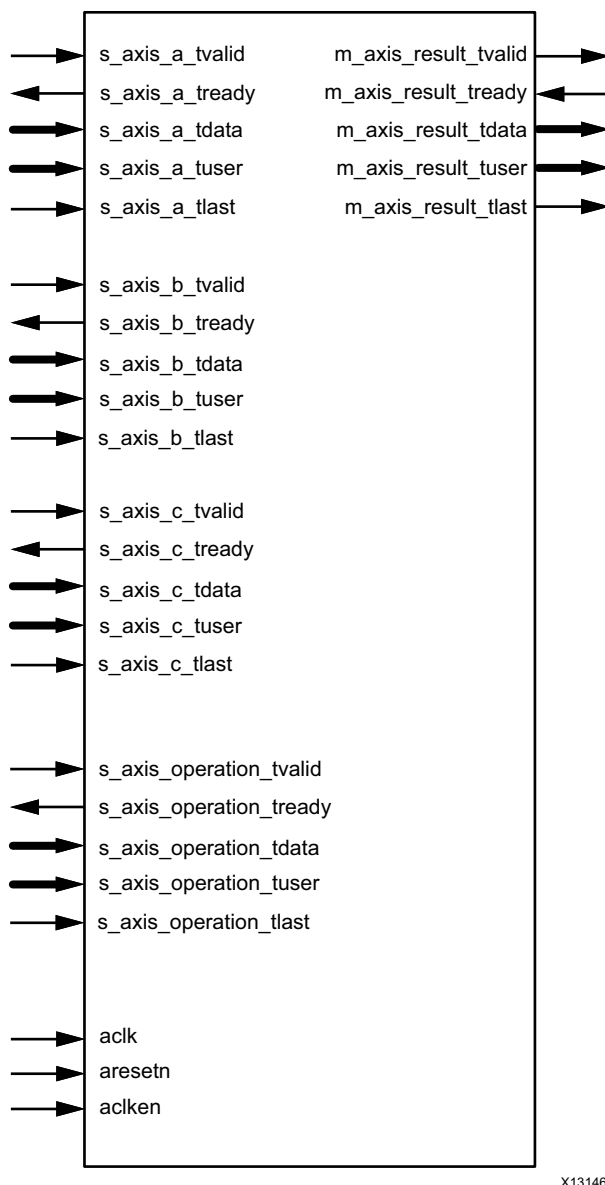 s_axis_a_tvalid m_axis_result_tvalid
s_axis_a_tready m_axis_result_tready
s_axis_a_tdata m_axis_result_tdata
s_axis_a_tuser m_axis_result_tuser
s_axis_a_tlast m_axis_result_tlast
s_axis_b_tvalid
s_axis_b_tready
s_axis_b_tdata
s_axis_b_tuser
s_axis_b_tlast
s_axis_c_tvalid
s_axis_c_tready
s_axis_c_tdata
s_axis_c_tuser
s_axis_c_tlast
s_axis_operation_tvalid
s_axis_operation_tready
s_axis_operation_tdata
s_axis_operation_tuser
s_axis_operation_tlast
aclk
aresetn
aclken
X13146